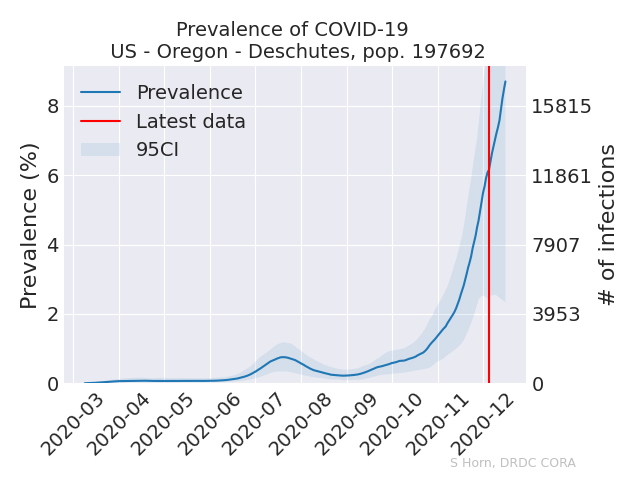 Prevalence of COVID-19
US - Oregon - Deschutes, pop. 197692
Prevalence
Latest data
95CI
Prevalence (%)
8
6
4
2
0
15815
11861
7907
3953
0
# of infections
2020-03
2020-04
2020-05
2020-06
2020-07
2020-08
2020-09
2020-10
2020-11
2020-12
S Horn, DRDC CORA